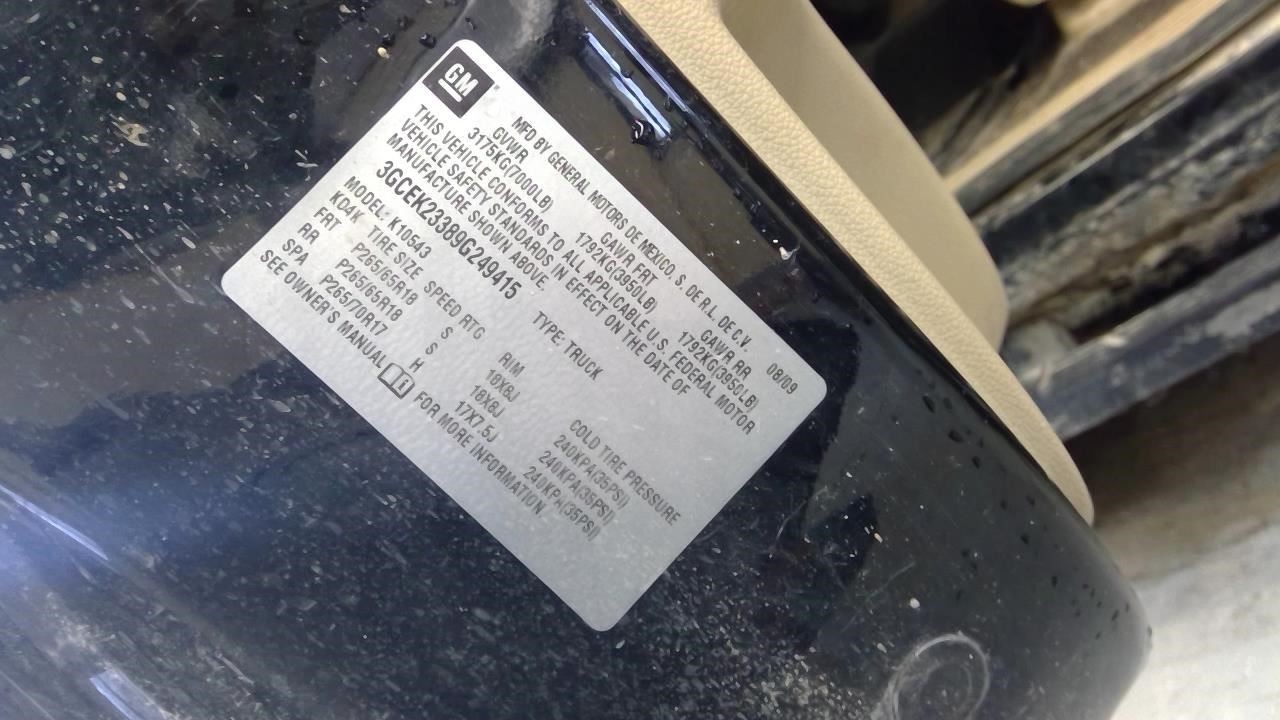 GM
MFD BY GENERAL MOTORS DE MEXICO S. DE R.L. DE C.V. 08/09
GVWR GAWR FRT GAWR RR
3175KG(7000LB) 1792KG(3950LB) 1792KG(3950LB)
THIS VEHICLE CONFORMS TO ALL APPLICABLE U.S. FEDERAL MOTOR
VEHICLE SAFETY STANDARDS IN EFFECT ON THE DATE OF
MANUFACTURE SHOWN ABOVE.
3GCEK23389G249415 TYPE: TRUCK
MODEL: K10543
KD4K TIRE SIZE SPEED RTG RIM COLD TIRE PRESSURE
FRT P265/65R18 S 18X8J 240KPA(35PSI)
RR P265/65R18 S 18X8J 240KPA(35PSI)
SPA P265/70R17 H 17X7.5J 240KPA(35PSI)
SEE OWNER'S MANUAL FOR MORE INFORMATION